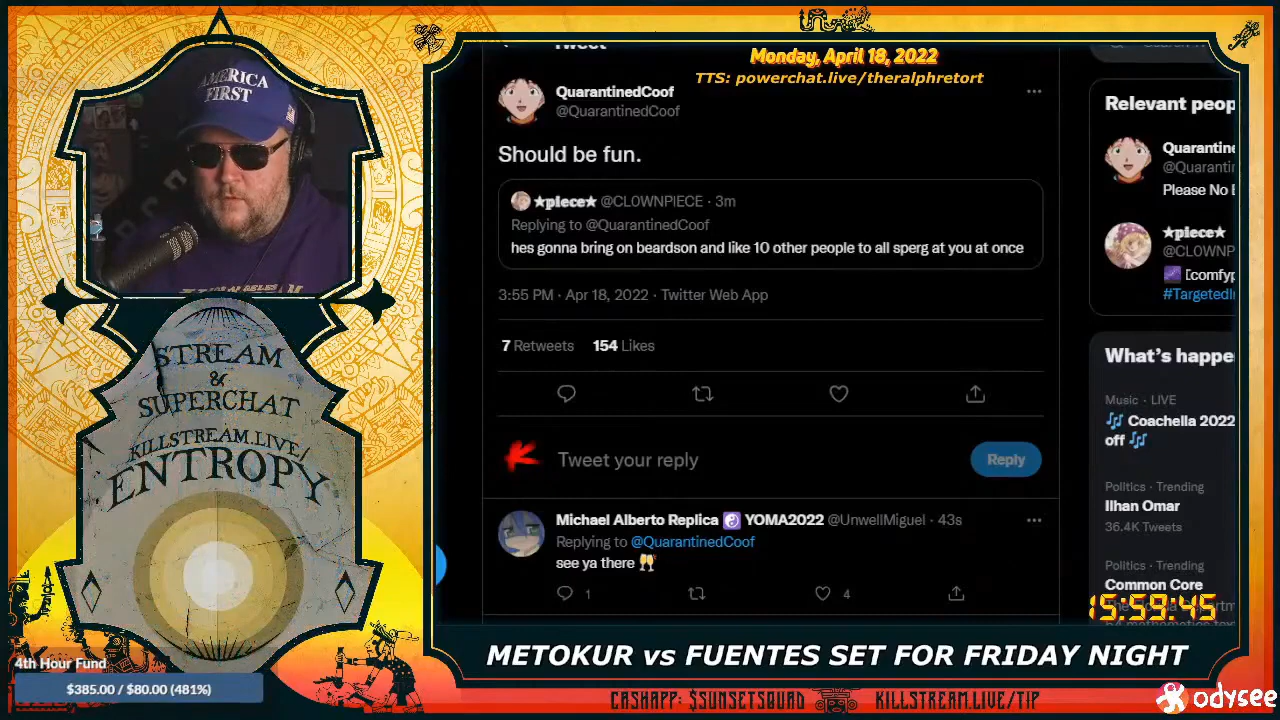 AMERICA
FIRST
STREAM
&
SUPERCHAT
KILLSTREAM.LIVE/
ENTROPY
4th Hour Fund
$385.00 / $80.00 (481%)
Tweet
Monday, April 18, 2022
TTS: powerchat.live/theralphretort
QuarantinedCoof
@QuarantinedCoof
Should be fun.
★pIece★ @CL0WNPIECE · 3m
Replying to @QuarantinedCoof
hes gonna bring on beardson and like 10 other people to all sperg at you at once
3:55 PM · Apr 18, 2022 · Twitter Web App
7 Retweets 154 Likes
Tweet your reply
Reply
Michael Alberto Replica ☯ YOMA2022 @UnwellMiguel · 43s
Replying to @QuarantinedCoof
see ya there 🥂
1
4
Relevant peop
Quarantine
@Quaranti
Please No
★pIece★
@CL0WNP
[comfyp
#TargetedI
What's happe
Music · LIVE
🎶 Coachella 2022
off 🎶
Politics · Trending
Ilhan Omar
36.4K Tweets
Politics · Trending
Common Core
15:59:45
METOKUR vs FUENTES SET FOR FRIDAY NIGHT
CASHAPP: $SUNSETSQUAD
KILLSTREAM.LIVE/TIP
odysee